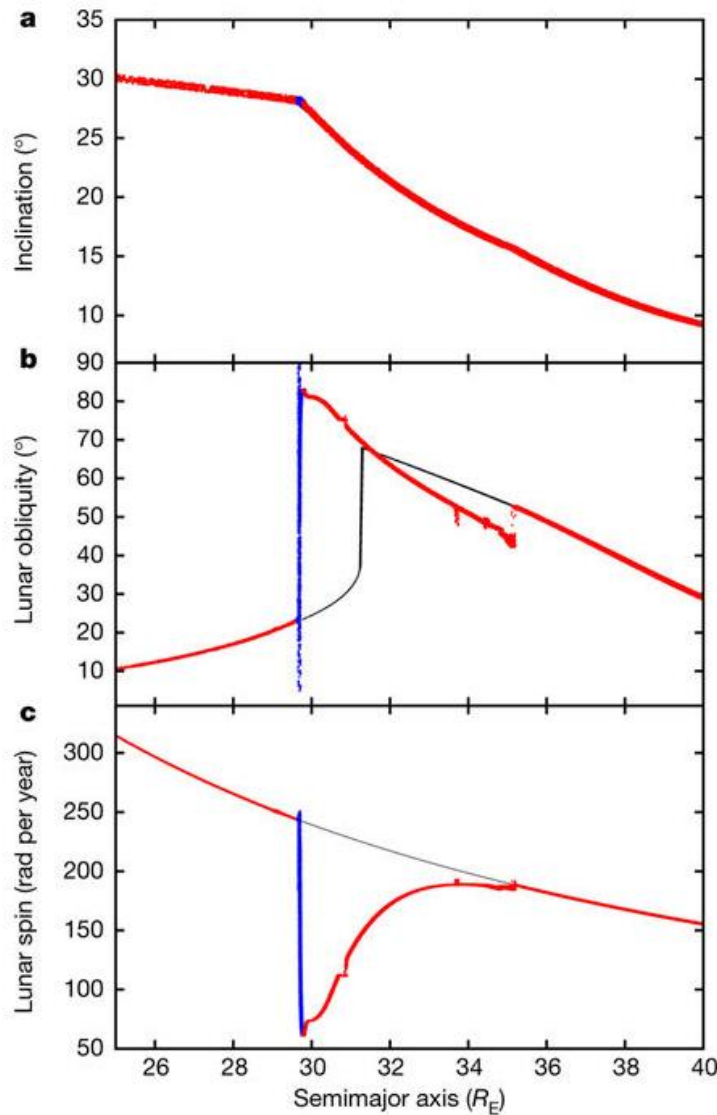 a
35
30
25
20
15
10
Inclination (°)
b
90
80
70
60
50
40
30
20
10
Lunar obliquity (°)
c
300
250
200
150
100
50
Lunar spin (rad per year)
26 28 30 32 34 36 38 40
Semimajor axis (R_E)